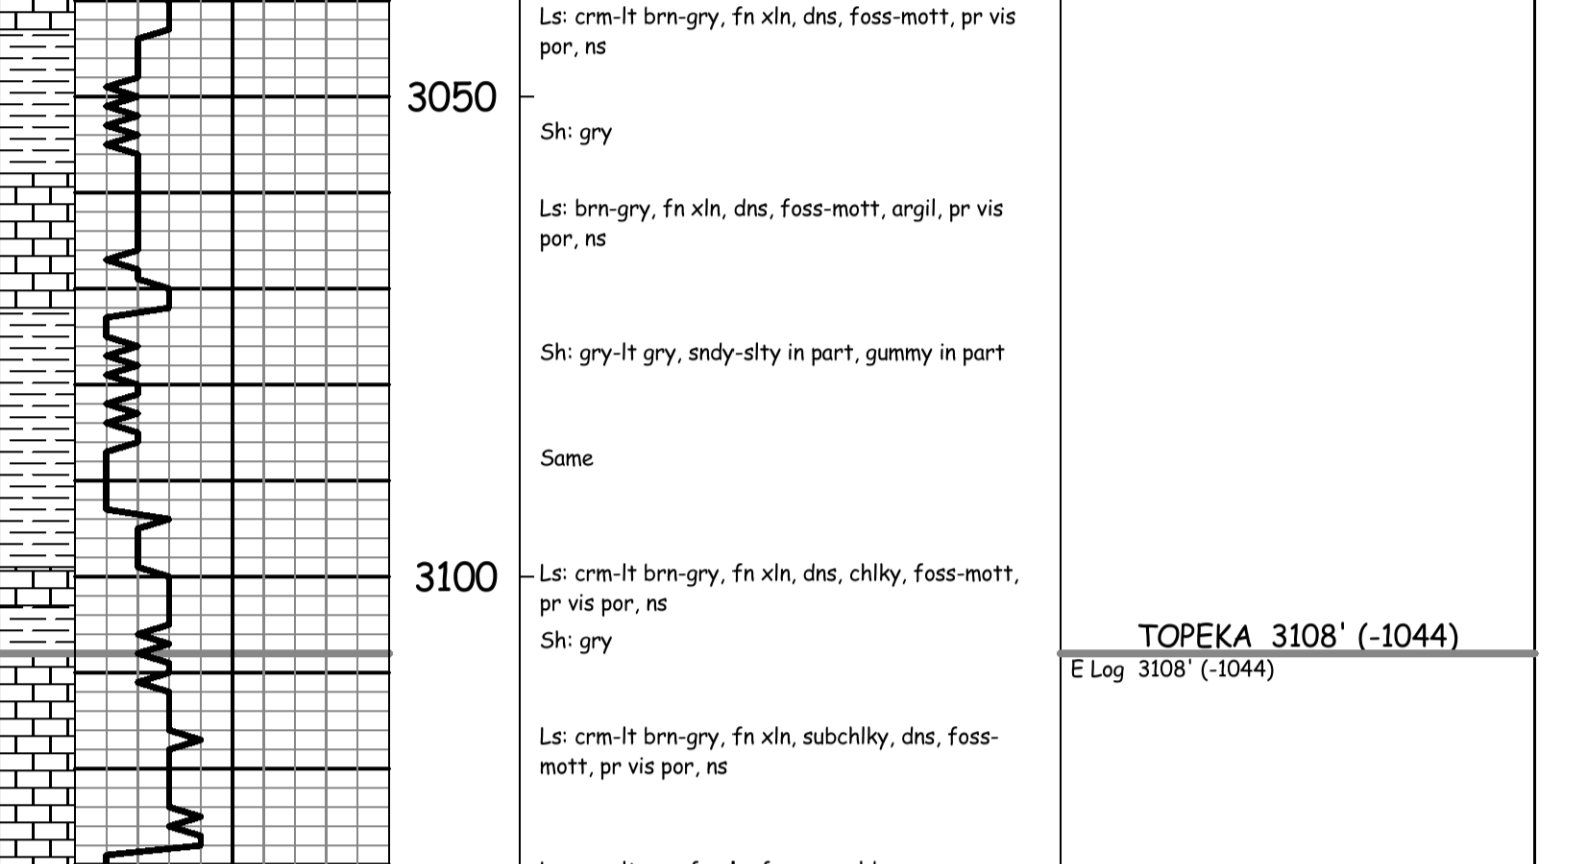 Ls: crm-lt brn-gry, fn xln, dns, foss-mott, pr vis
por, ns
3050
Sh: gry
Ls: brn-gry, fn xln, dns, foss-mott, argil, pr vis
por, ns
Sh: gry-lt gry, sndy-slty in part, gummy in part
Same
3100
Ls: crm-lt brn-gry, fn xln, dns, chlky, foss-mott,
pr vis por, ns
Sh: gry
TOPEKA 3108' (-1044)
E Log 3108' (-1044)
Ls: crm-lt brn-gry, fn xln, subchlky, dns, foss-
mott, pr vis por, ns